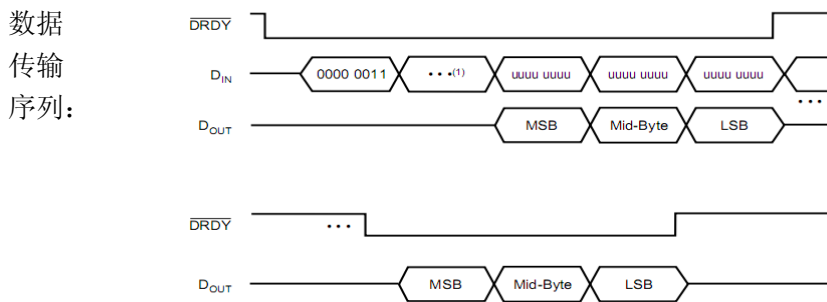 数据
传输
序列：
DRDY
DIN 0000 0011 •••(1) uuuu uuuu uuuu uuuu uuuu uuuu
•••
DOUT MSB Mid-Byte LSB
DRDY •••
DOUT MSB Mid-Byte LSB